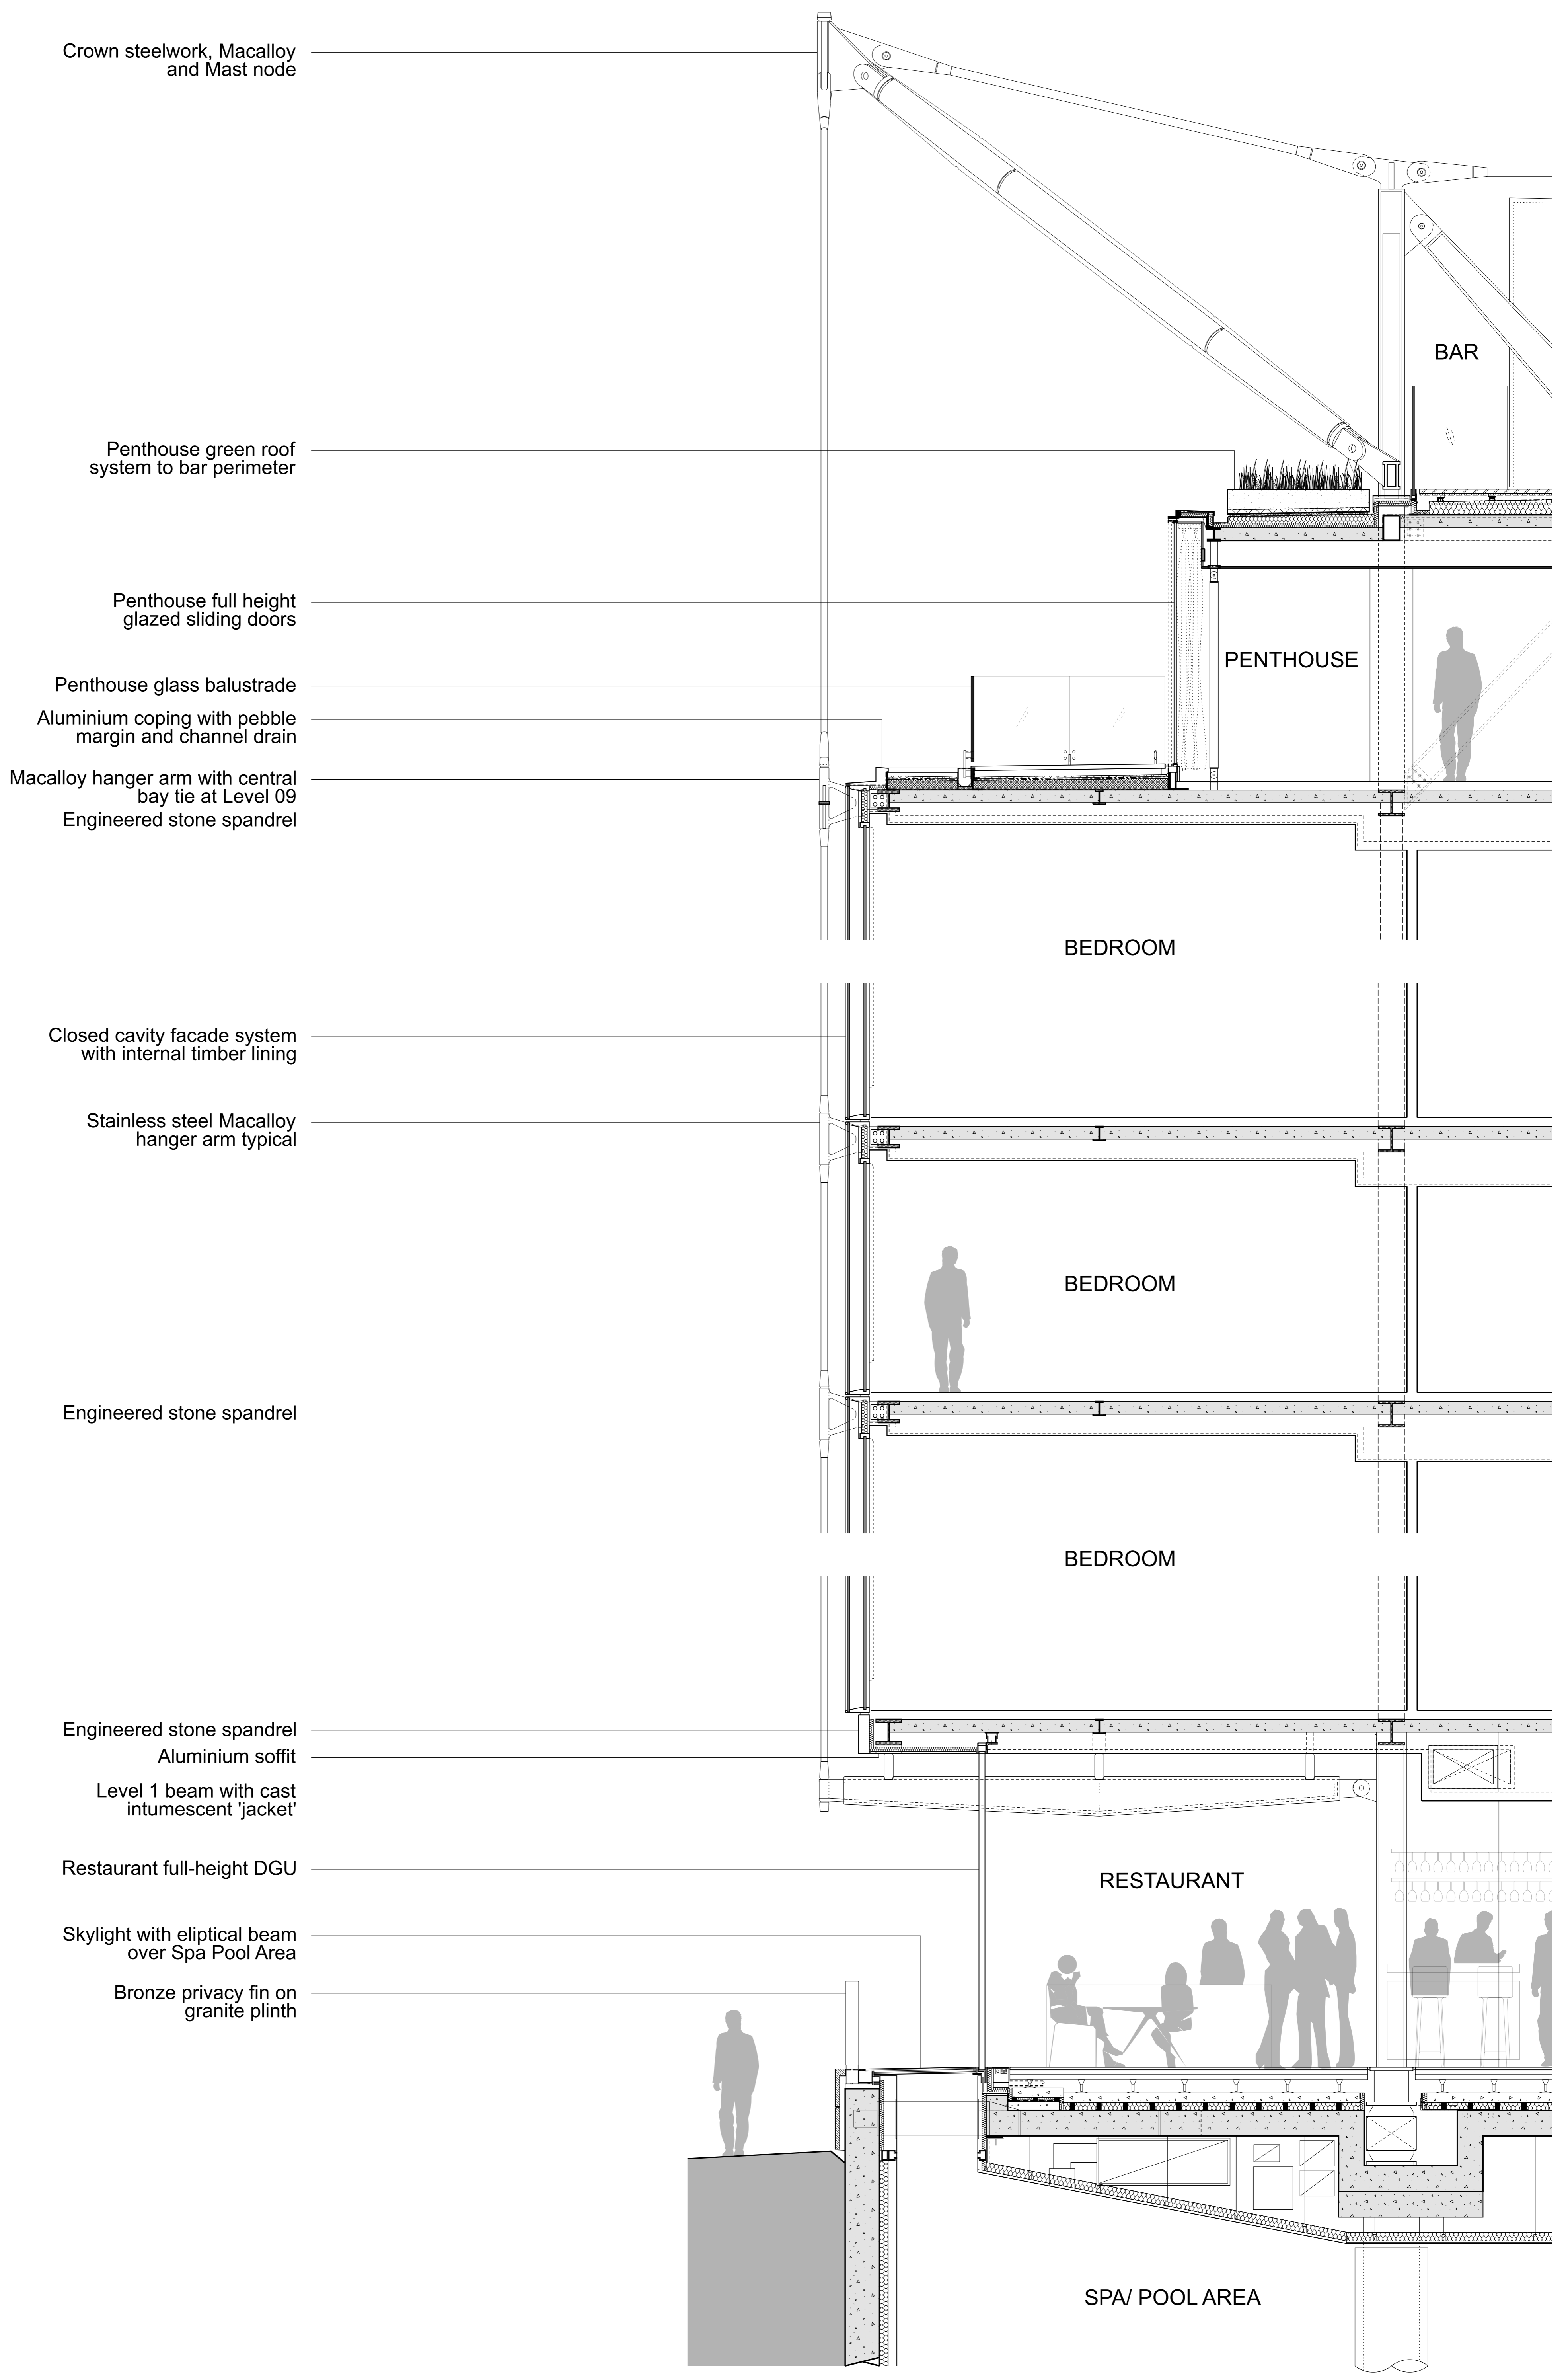 Crown steelwork, Macalloy
and Mast node
BAR
Penthouse green roof
system to bar perimeter
Penthouse full height
glazed sliding doors
PENTHOUSE
Penthouse glass balustrade
Aluminium coping with pebble
margin and channel drain
Macalloy hanger arm with central
bay tie at Level 09
Engineered stone spandrel
BEDROOM
Closed cavity facade system
with internal timber lining
Stainless steel Macalloy
hanger arm typical
BEDROOM
Engineered stone spandrel
BEDROOM
Engineered stone spandrel
Aluminium soffit
Level 1 beam with cast
intumescent 'jacket'
Restaurant full-height DGU
RESTAURANT
Skylight with eliptical beam
over Spa Pool Area
Bronze privacy fin on
granite plinth
SPA/ POOL AREA